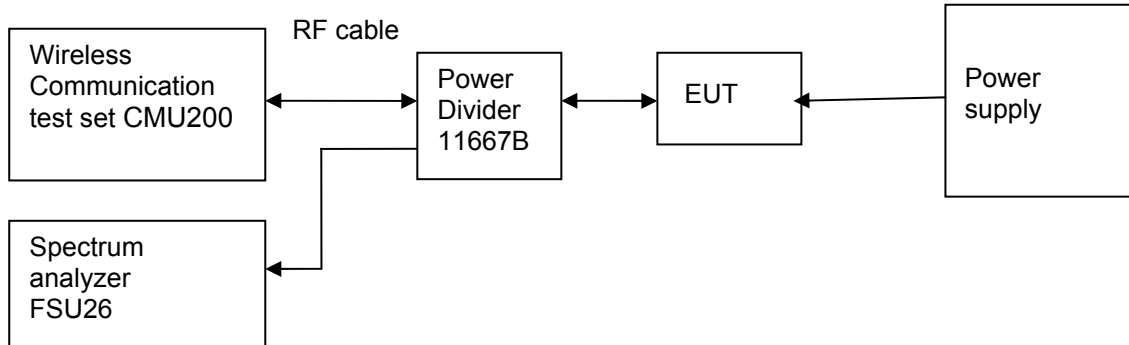 RF cable
Wireless
Communication
test set CMU200
Power
Divider
11667B
EUT
Power
supply
Spectrum
analyzer
FSU26